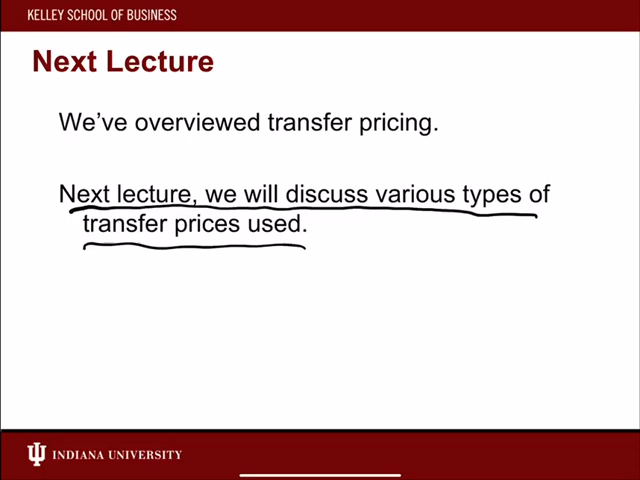 KELLEY SCHOOL OF BUSINESS
Next Lecture
We've overviewed transfer pricing.
Next lecture, we will discuss various types of
transfer prices used.
INDIANA UNIVERSITY